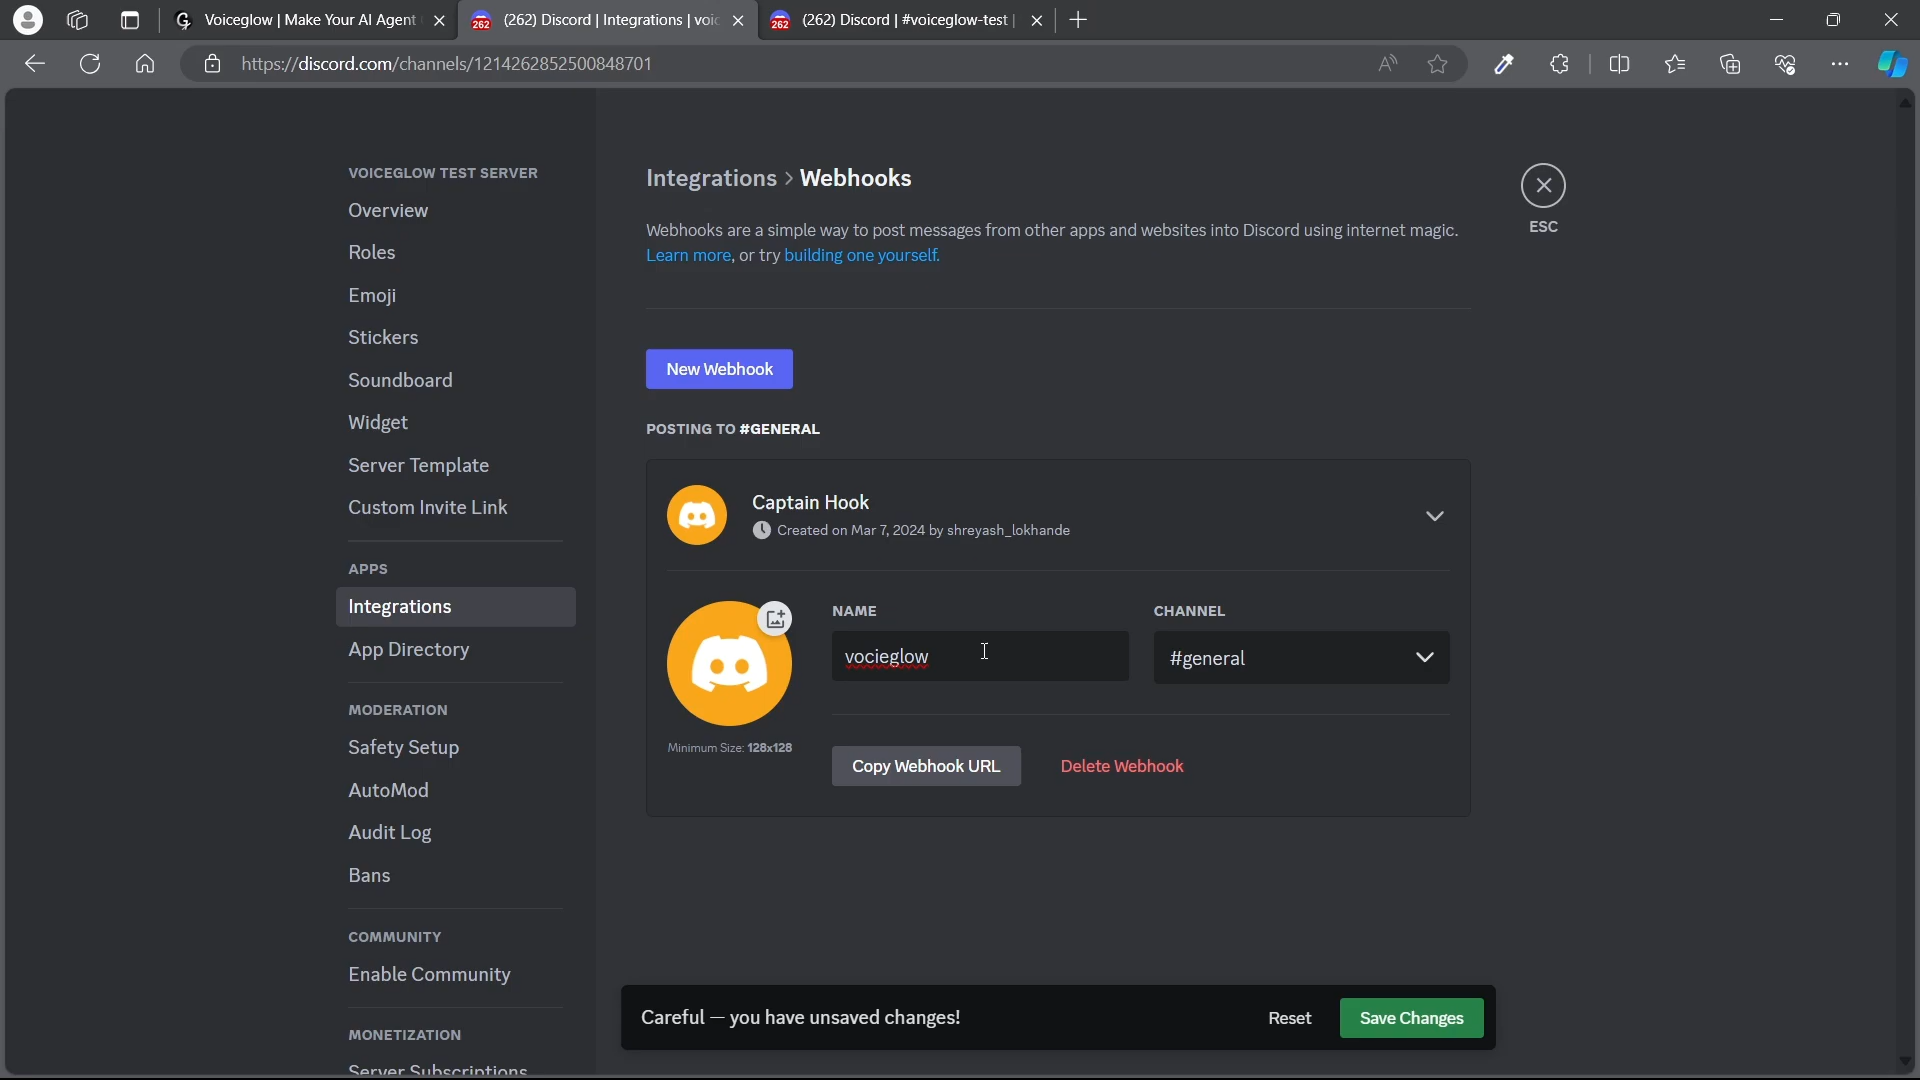 Voiceglow | Make Your AI Agent
262 (262) Discord | Integrations | voic
262 (262) Discord | #voiceglow-test |
https://discord.com/channels/1214262852500848701
VOICEGLOW TEST SERVER
Overview
Roles
Emoji
Stickers
Soundboard
Widget
Server Template
Custom Invite Link
APPS
Integrations
App Directory
MODERATION
Safety Setup
AutoMod
Audit Log
Bans
COMMUNITY
Enable Community
MONETIZATION
Server Subscriptions
Integrations > Webhooks
ESC
Webhooks are a simple way to post messages from other apps and websites into Discord using internet magic.
Learn more, or try building one yourself.
New Webhook
POSTING TO #GENERAL
Captain Hook
Created on Mar 7, 2024 by shreyash_lokhande
NAME
CHANNEL
vocieglow
#general
Minimum Size: 128x128
Copy Webhook URL
Delete Webhook
Careful — you have unsaved changes!
Reset
Save Changes